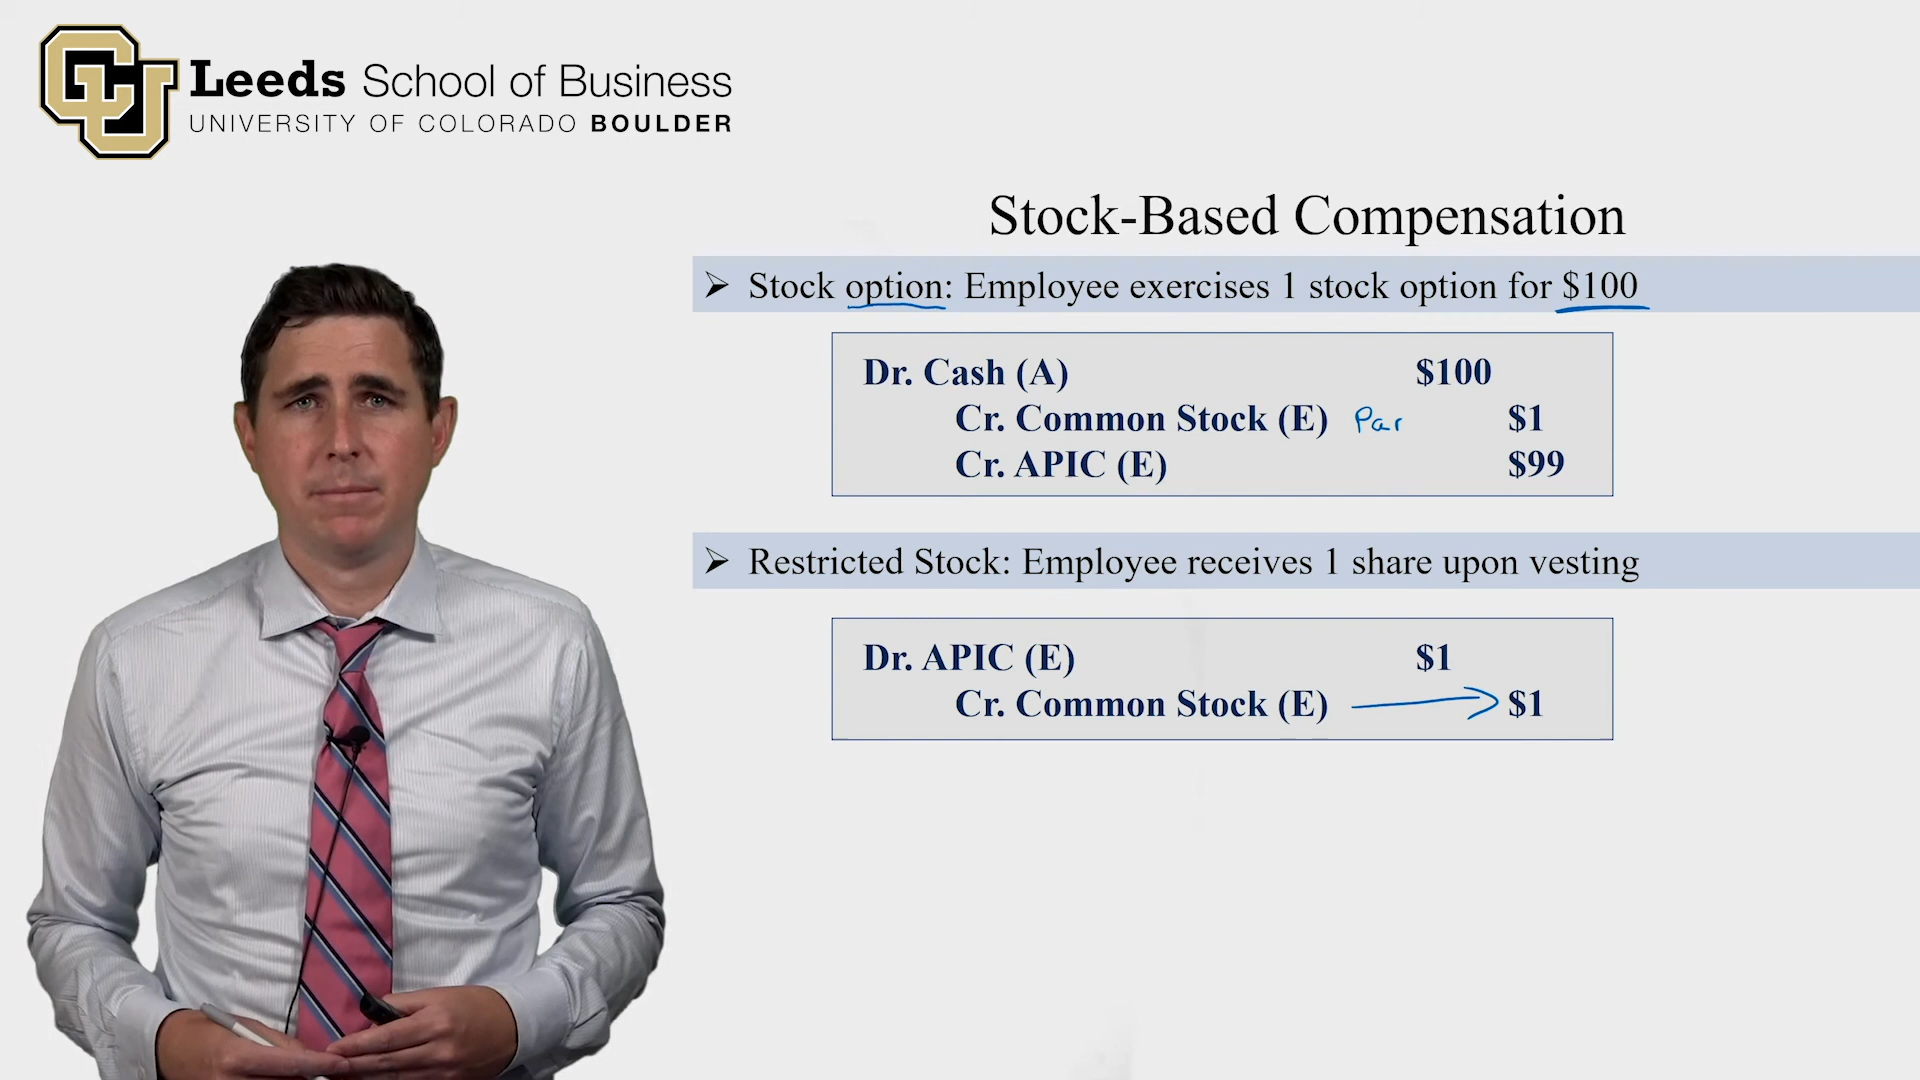 CU
Leeds School of Business
UNIVERSITY OF COLORADO BOULDER
Stock-Based Compensation
➢ Stock option: Employee exercises 1 stock option for $100
Dr. Cash (A) $100
Cr. Common Stock (E) Par $1
Cr. APIC (E) $99
➢ Restricted Stock: Employee receives 1 share upon vesting
Dr. APIC (E) $1
Cr. Common Stock (E) $1